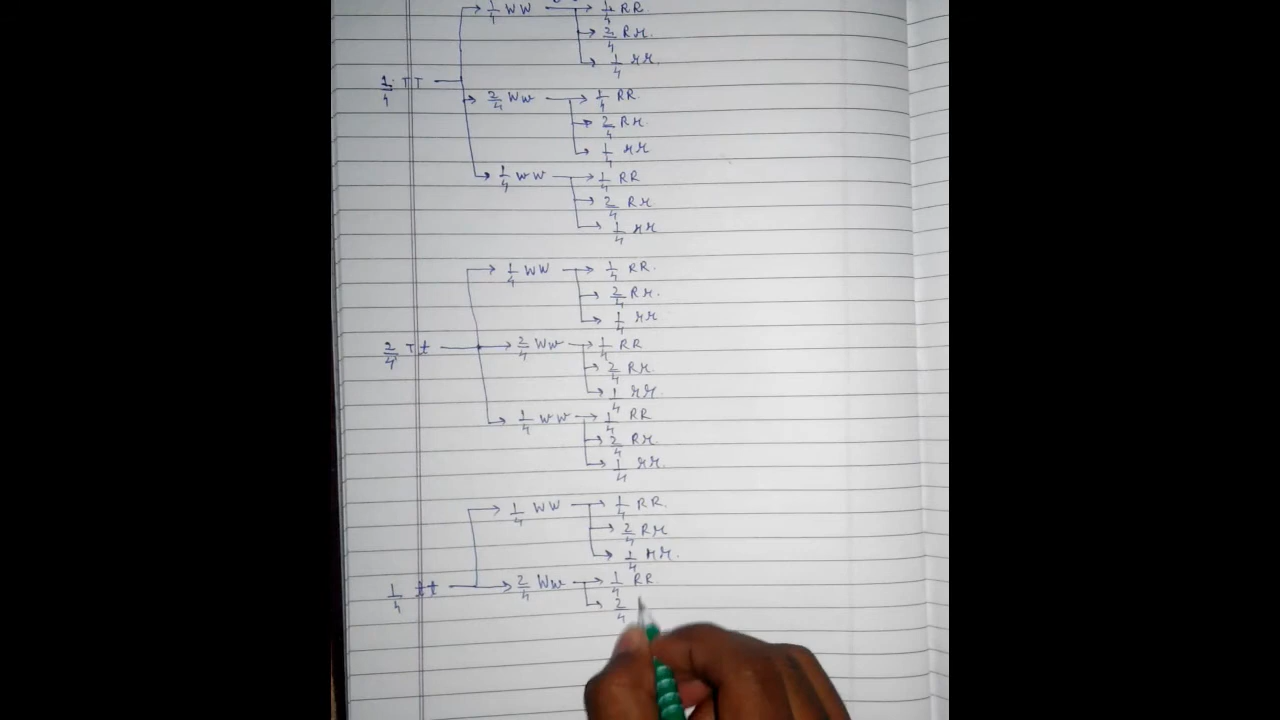 1/4 WW → 1/4 RR
2/4 Rr.
1/4 rr.
1/4 TT
2/4 Ww → 1/4 RR.
2/4 Rr.
1/4 rr
1/4 ww → 1/4 RR
2/4 Rr
1/4 rr
1/4 WW → 1/4 RR.
2/4 Rr.
1/4 rr
2/4 Tt → 2/4 Ww → 1/4 RR
2/4 Rr
1/4 rr.
1/4 ww → 1/4 RR
2/4 Rr.
1/4 rr.
1/4 WW → 1/4 RR.
2/4 Rr
1/4 rr.
1/4 tt → 2/4 Ww → 1/4 RR
2/4